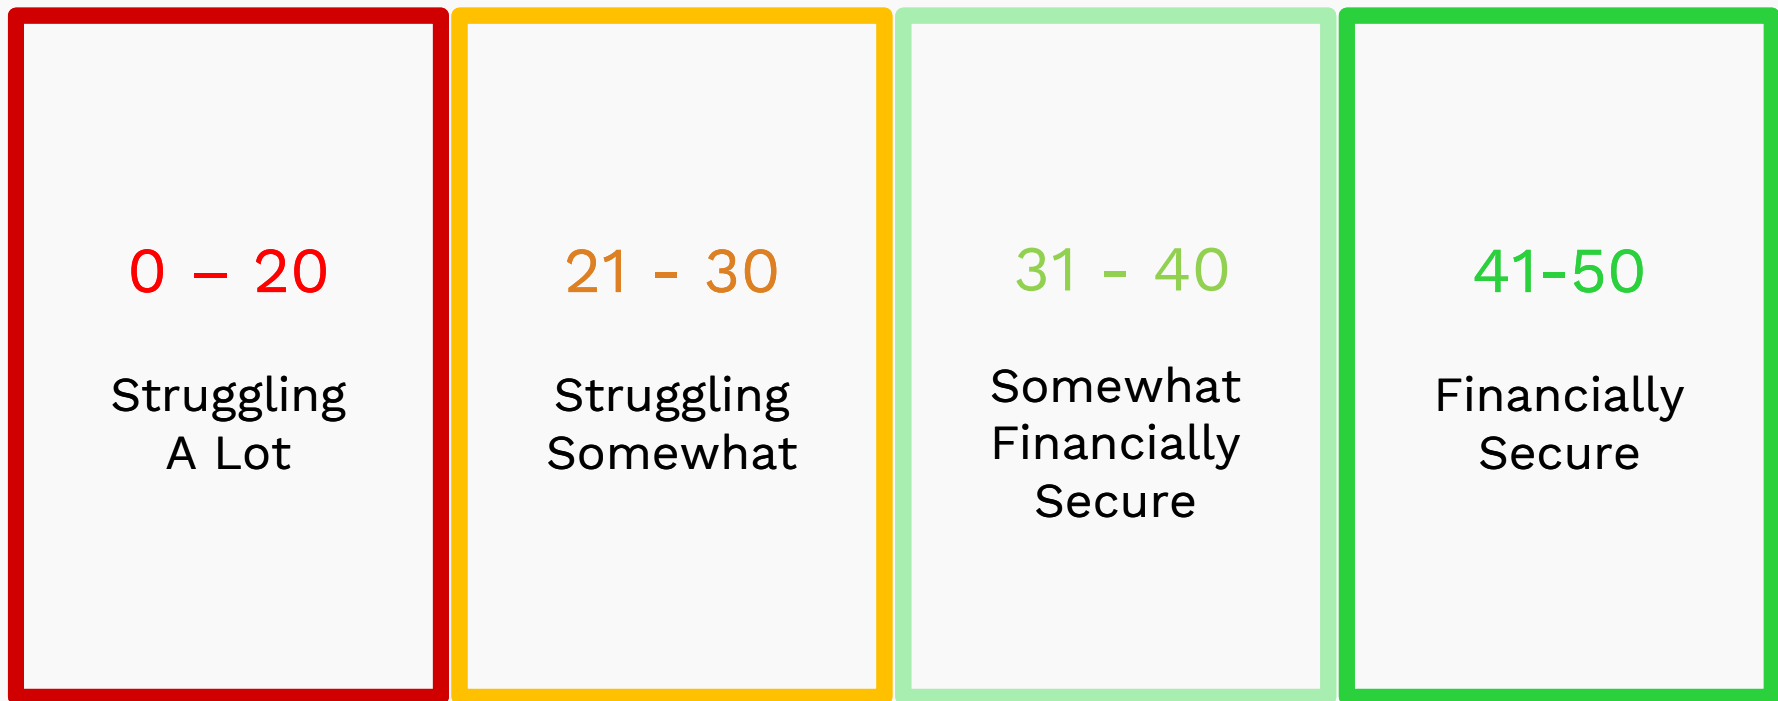 0 – 20
Struggling
A Lot
21 - 30
Struggling
Somewhat
31 - 40
Somewhat
Financially
Secure
41-50
Financially
Secure